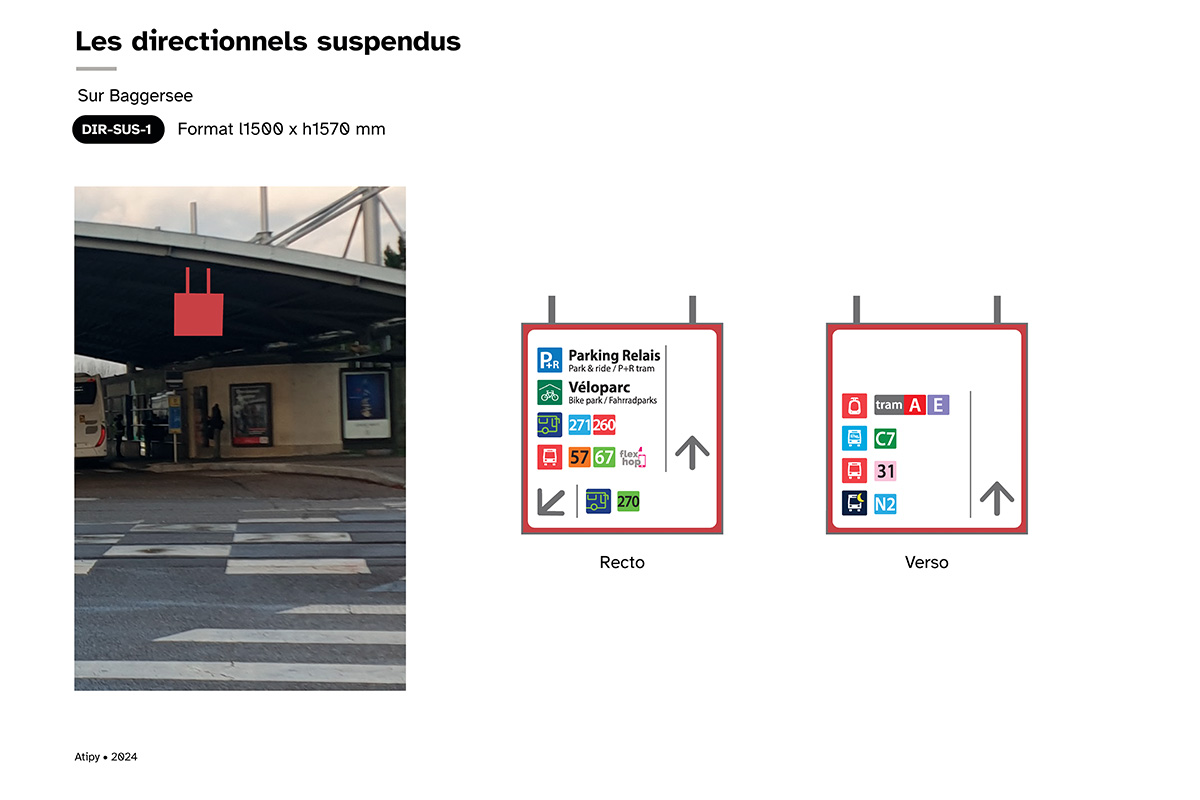 Les directionnels suspendus
Sur Baggersee
DIR-SUS-1 Format l1500 x h1570 mm
P+R Parking Relais
Park & ride / P+R tram
Véloparc
Bike park / Fahrradparks
271 260
57 67 flex hop
270
Recto
tram A E
C7
31
N2
Verso
Atipy • 2024